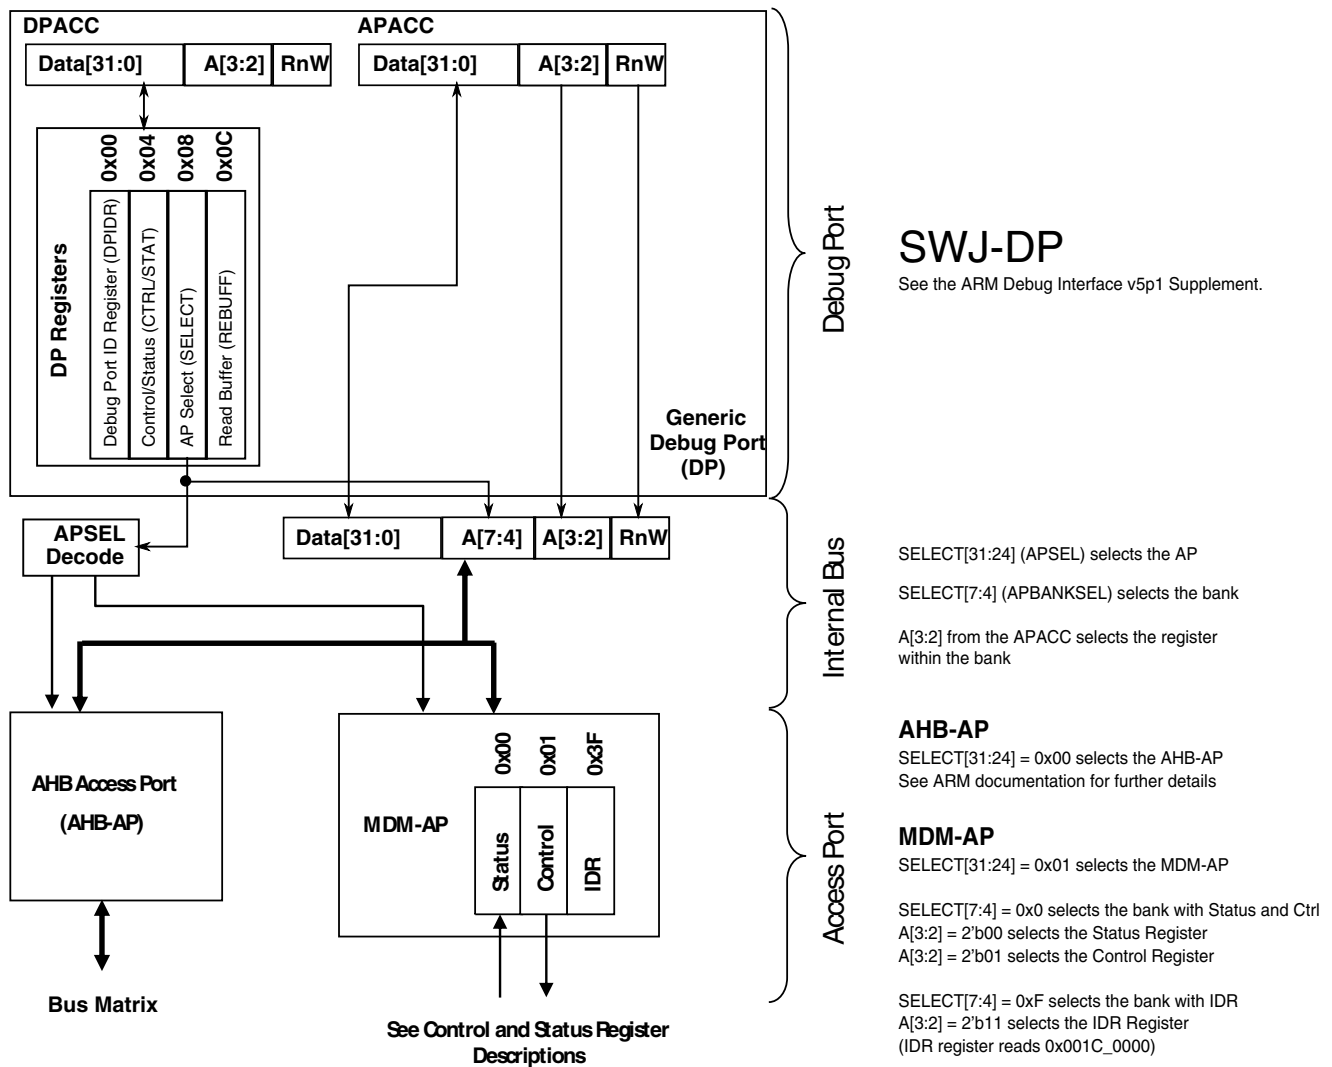 DPACC
APACC
Data[31:0]
A[3:2]
RnW
Data[31:0]
A[3:2]
RnW
0x00
0x04
0x08
0x0C
DP Registers
Debug Port ID Register (DPIDR)
Control/Status (CTRL/STAT)
AP Select (SELECT)
Read Buffer (REBUFF)
Generic
Debug Port
(DP)
Debug Port
SWJ-DP
See the ARM Debug Interface v5p1 Supplement.
APSEL
Decode
Data[31:0]
A[7:4]
A[3:2]
RnW
Internal Bus
SELECT[31:24] (APSEL) selects the AP
SELECT[7:4] (APBANKSEL) selects the bank
A[3:2] from the APACC selects the register
within the bank
AHB Access Port
(AHB-AP)
Bus Matrix
MDM-AP
0x00
0x01
0x3F
Status
Control
IDR
See Control and Status Register
Descriptions
Access Port
AHB-AP
SELECT[31:24] = 0x00 selects the AHB-AP
See ARM documentation for further details
MDM-AP
SELECT[31:24] = 0x01 selects the MDM-AP
SELECT[7:4] = 0x0 selects the bank with Status and Ctrl
A[3:2] = 2'b00 selects the Status Register
A[3:2] = 2'b01 selects the Control Register
SELECT[7:4] = 0xF selects the bank with IDR
A[3:2] = 2'b11 selects the IDR Register
(IDR register reads 0x001C_0000)